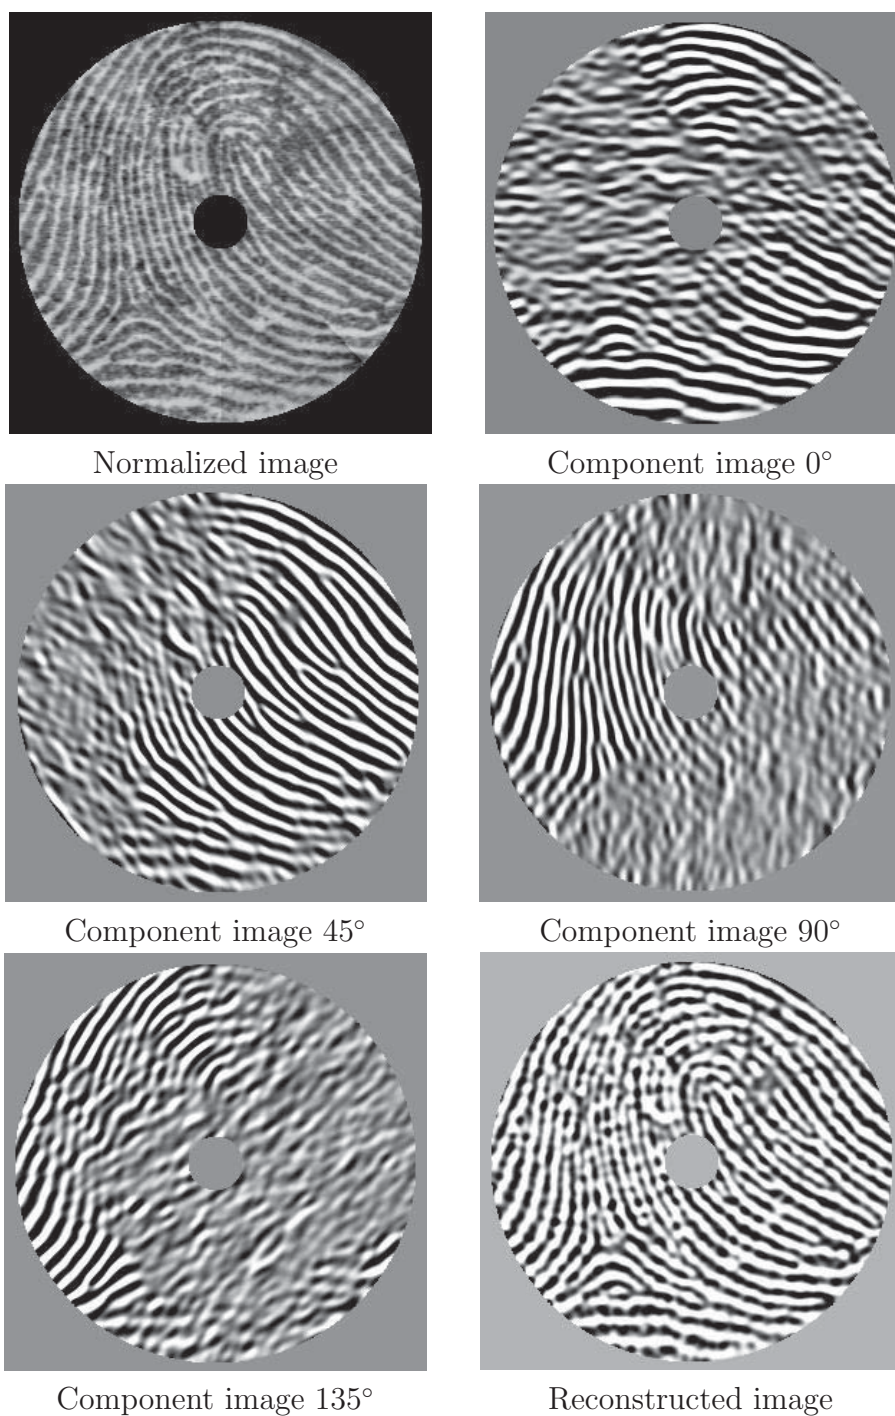 Normalized image
Component image 0°
Component image 45°
Component image 90°
Component image 135°
Reconstructed image